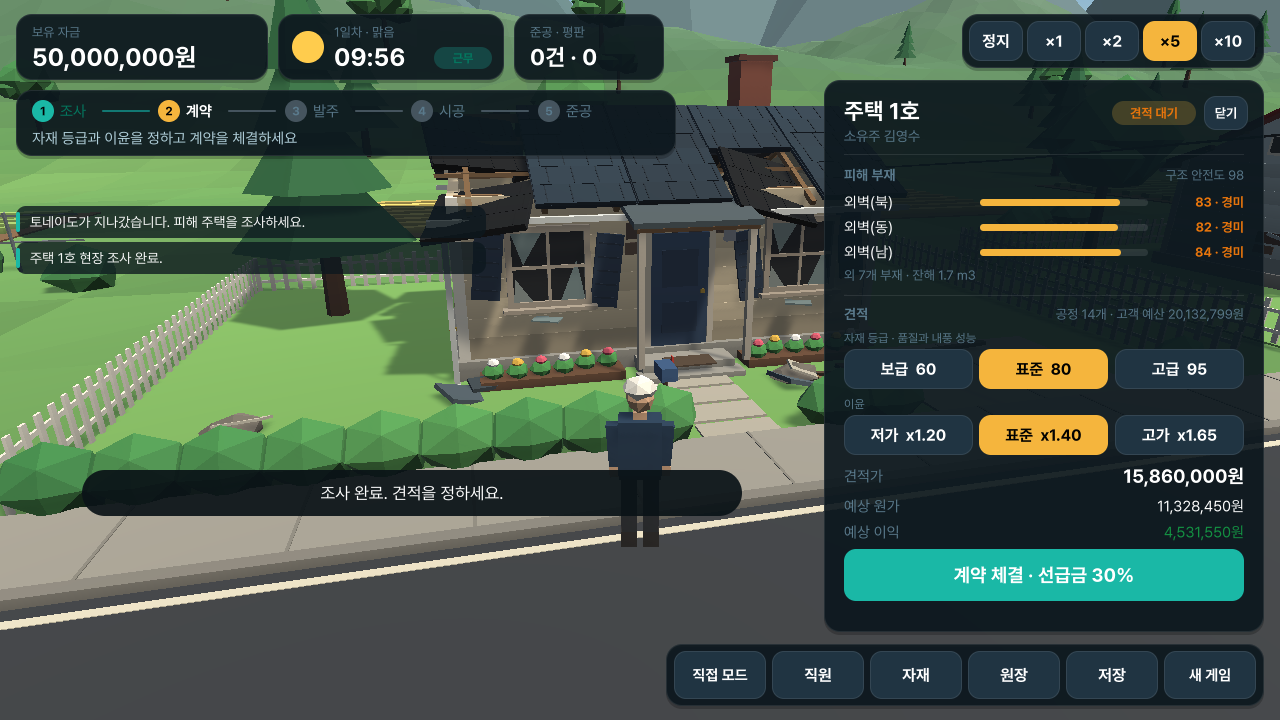 보유 자금
50,000,000원
1일차 · 맑음
09:56
근무
준공 · 평판
0건 · 0
정지
×1
×2
×5
×10
1 조사
2 계약
3 발주
4 시공
5 준공
자재 등급과 이윤을 정하고 계약을 체결하세요
토네이도가 지나갔습니다. 피해 주택을 조사하세요.
주택 1호 현장 조사 완료.
조사 완료. 견적을 정하세요.
주택 1호
견적 대기
닫기
소유주 김영수
피해 부재
구조 안전도 98
외벽(북) 83 · 경미
외벽(동) 82 · 경미
외벽(남) 84 · 경미
외 7개 부재 · 잔해 1.7 m3
견적
공정 14개 · 고객 예산 20,132,799원
자재 등급 · 품질과 내풍 성능
보급 60
표준 80
고급 95
이윤
저가 x1.20
표준 x1.40
고가 x1.65
견적가 15,860,000원
예상 원가 11,328,450원
예상 이익 4,531,550원
계약 체결 · 선급금 30%
직접 모드
직원
자재
원장
저장
새 게임